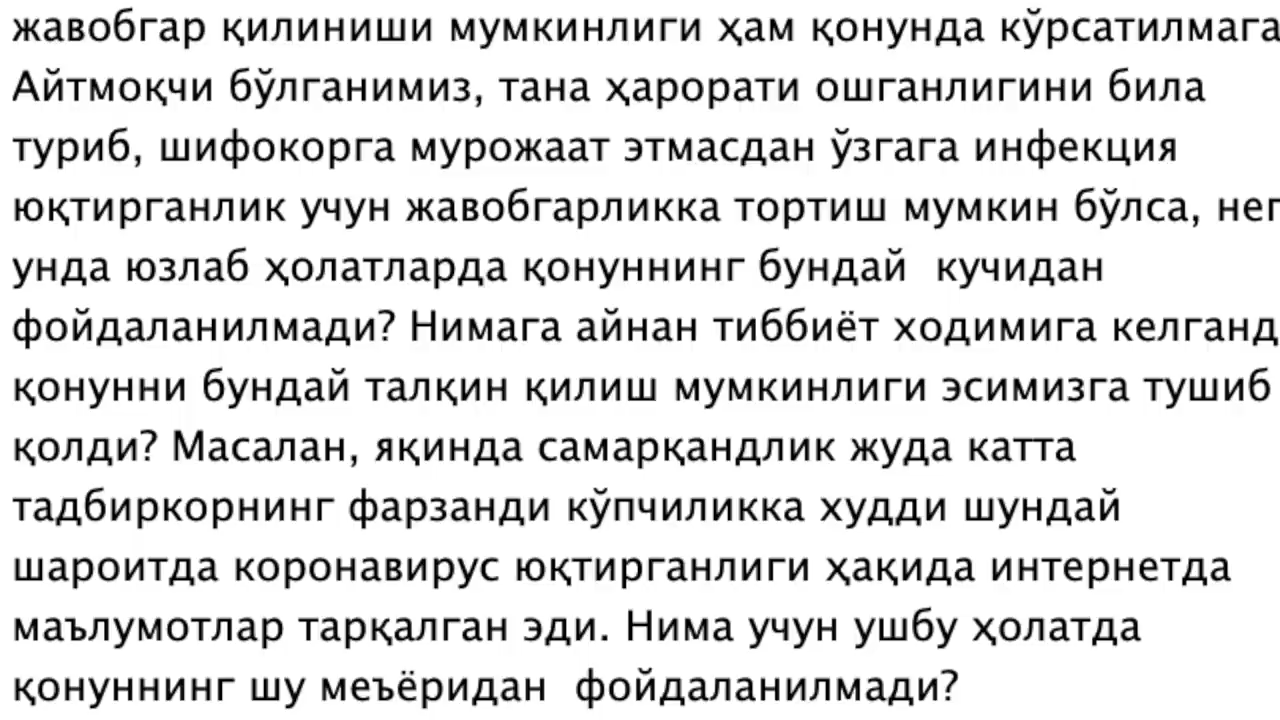 жавобгар қилиниши мумкинлиги ҳам қонунда кўрсатилмага
Айтмоқчи бўлганимиз, тана ҳарорати ошганлигини била
туриб, шифокорга мурожаат этмасдан ўзгага инфекция
юқтирганлик учун жавобгарликка тортиш мумкин бўлса, нег
унда юзлаб ҳолатларда қонуннинг бундай  кучидан
фойдаланилмади? Нимага айнан тиббиёт ходимига келганд
қонунни бундай талқин қилиш мумкинлиги эсимизга тушиб
қолди? Масалан, яқинда самарқандлик жуда катта
тадбиркорнинг фарзанди кўпчиликка худди шундай
шароитда коронавирус юқтирганлиги ҳақида интернетда
маълумотлар тарқалган эди. Нима учун ушбу ҳолатда
қонуннинг шу меъёридан  фойдаланилмади?